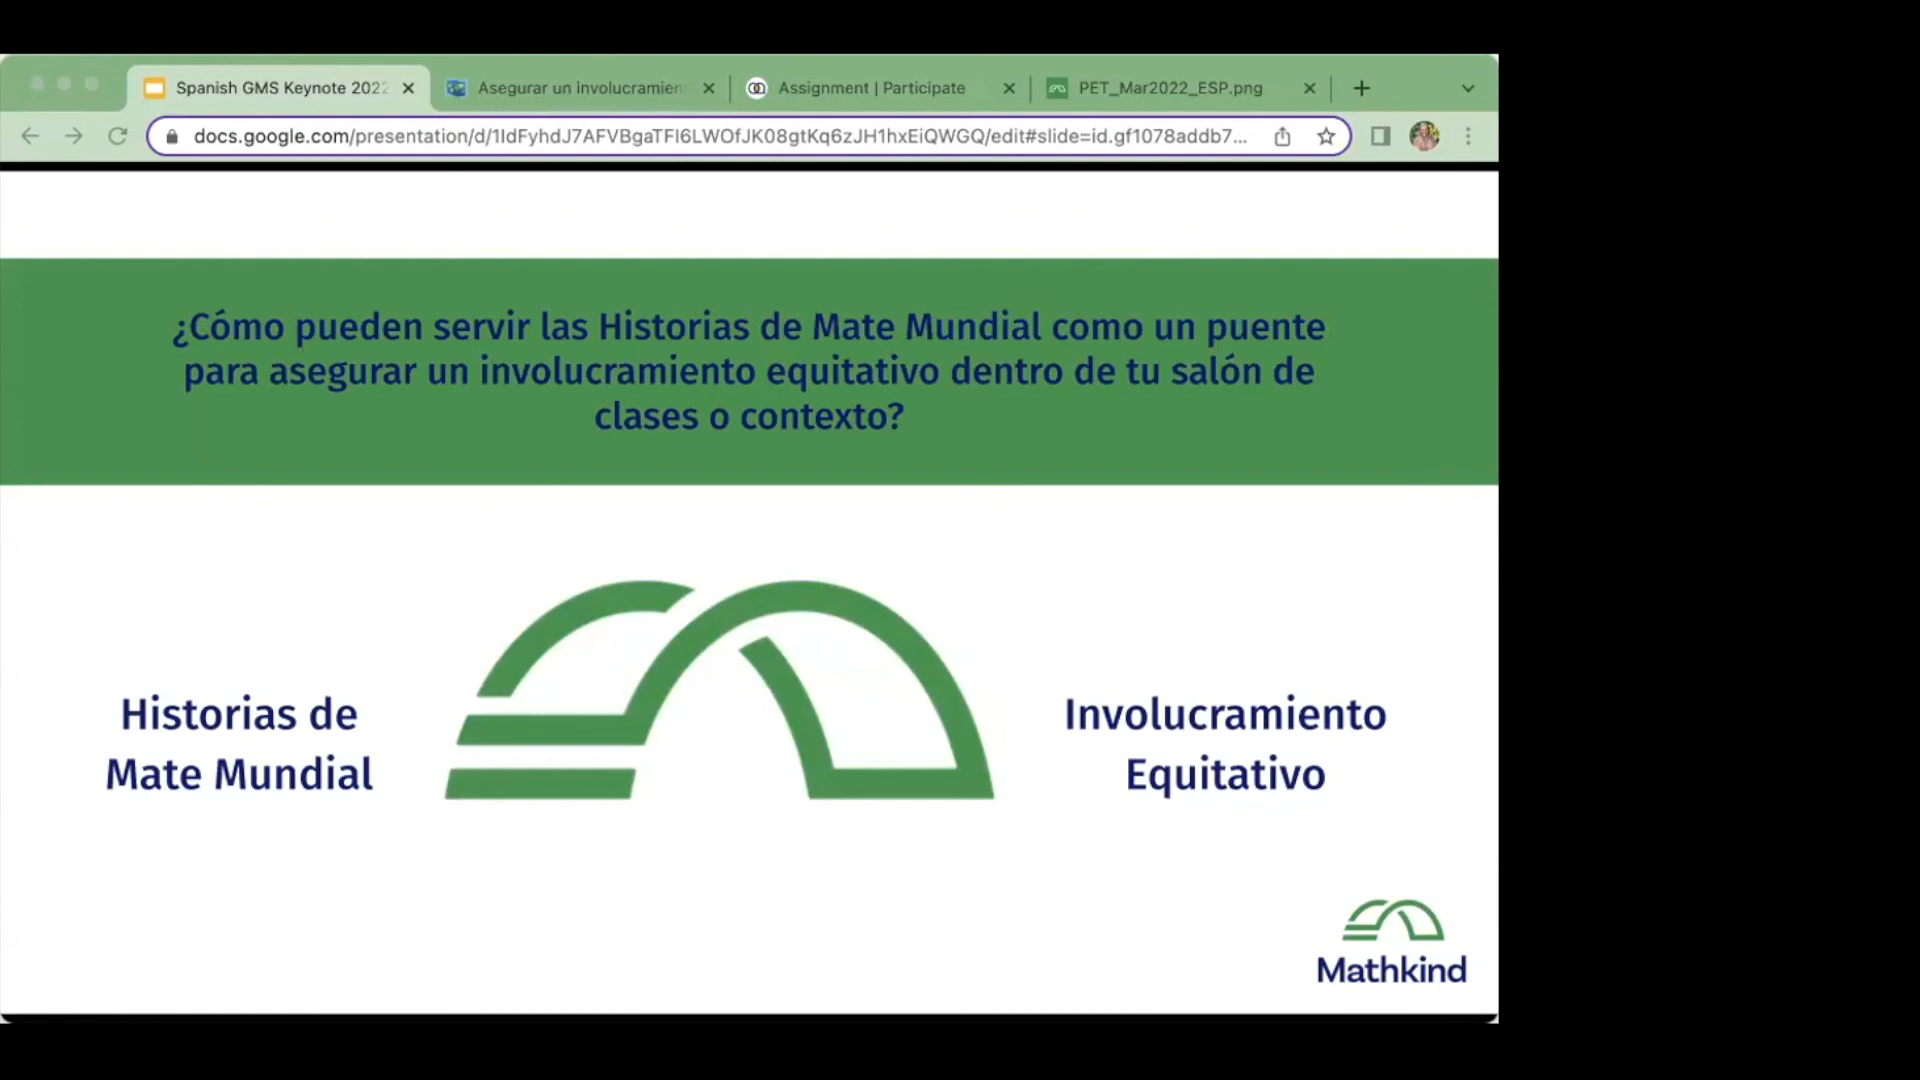 Spanish GMS Keynote 2022
Asegurar un involucramien
Assignment | Participate
PET_Mar2022_ESP.png
docs.google.com/presentation/d/1IdFyhdJ7AFVBgaTFI6LWOfJK08gtKq6zJH1hxEiQWGQ/edit#slide=id.gf1078addb7...
¿Cómo pueden servir las Historias de Mate Mundial como un puente
para asegurar un involucramiento equitativo dentro de tu salón de
clases o contexto?
Historias de
Mate Mundial
Involucramiento
Equitativo
Mathkind